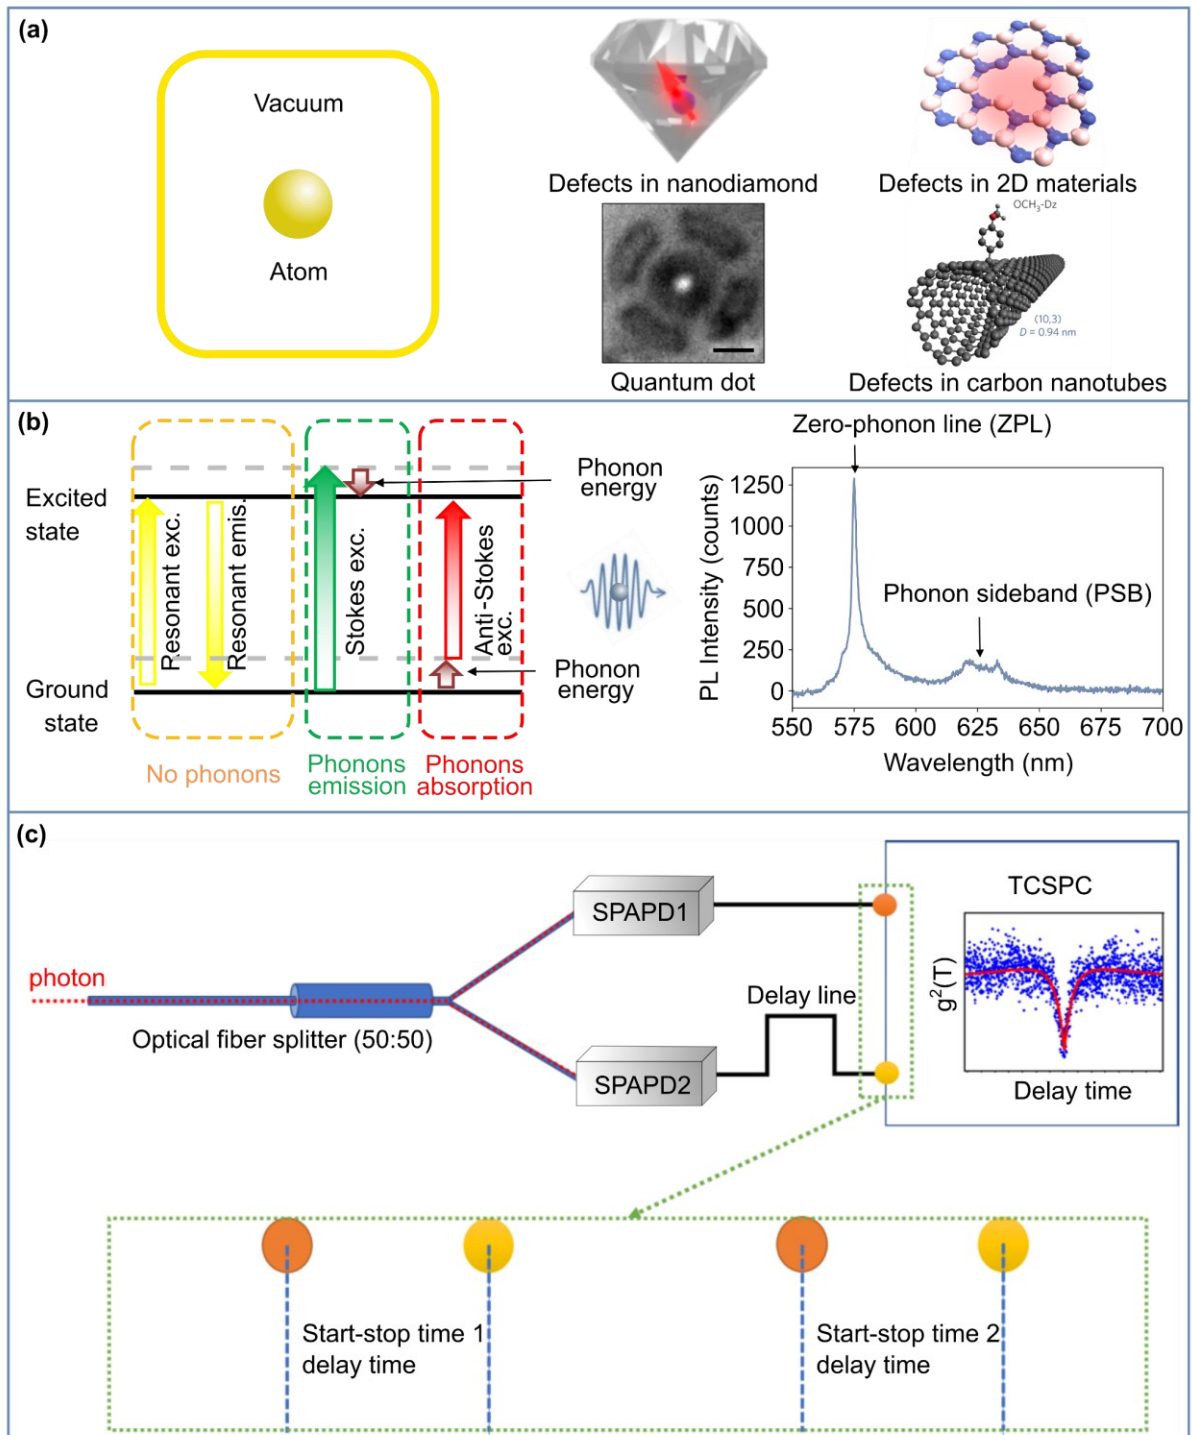 (a)
Vacuum
Atom
Defects in nanodiamond
Defects in 2D materials
OCH₃-Dz
(10,3)
D = 0.94 nm
Quantum dot
Defects in carbon nanotubes
(b)
Excited
state
Ground
state
Resonant exc.
Resonant emis.
Stokes exc.
Anti-Stokes
exc.
Phonon
energy
Phonon
energy
No phonons
Phonons
emission
Phonons
absorption
Zero-phonon line (ZPL)
Phonon sideband (PSB)
PL Intensity (counts)
1250
1000
750
500
250
0
550
575
600
625
650
675
700
Wavelength (nm)
(c)
photon
Optical fiber splitter (50:50)
SPAPD1
SPAPD2
Delay line
TCSPC
g²(T)
Delay time
Start-stop time 1
delay time
Start-stop time 2
delay time